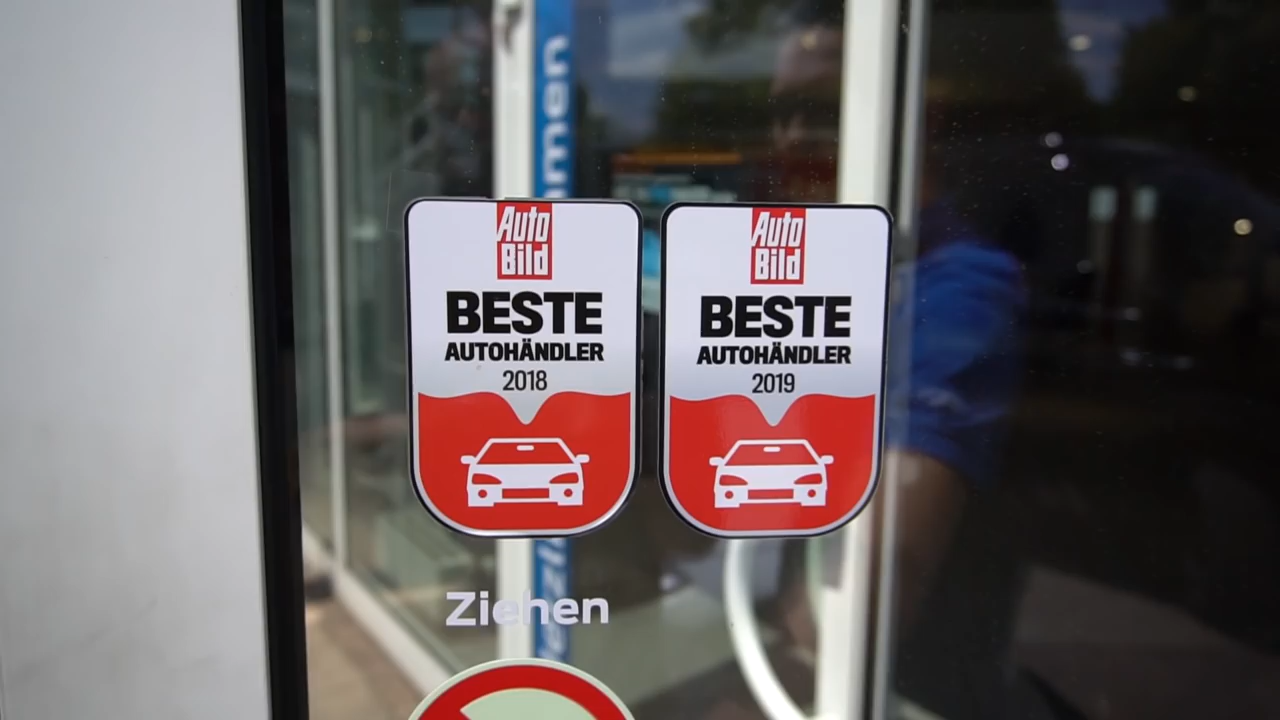 Auto
Bild
BESTE
AUTOHÄNDLER
2018
Auto
Bild
BESTE
AUTOHÄNDLER
2019
Ziehen